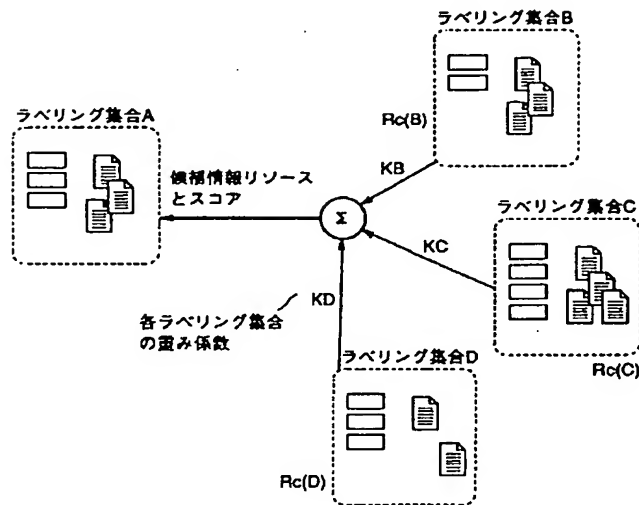 ラベリング集合B
Rc(B)
ラベリング集合A
KB
候補情報リソース
とスコア
Σ
ラベリング集合C
KC
KD
各ラベリング集合
の重み係数
ラベリング集合D
Rc(C)
Rc(D)